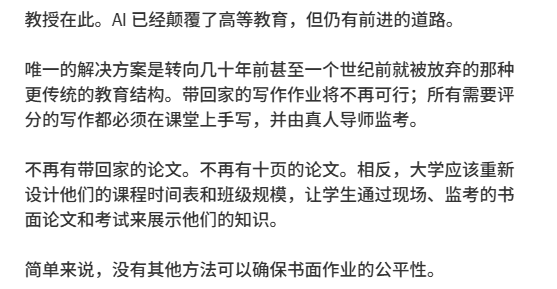 教授在此。AI 已经颠覆了高等教育，但仍有前进的道路。
唯一的解决方案是转向几十年前甚至一个世纪前就被放弃的那种
更传统的教育结构。带回家的写作作业将不再可行；所有需要评
分的写作都必须在课堂上手写，并由真人导师监考。
不再有带回家的论文。不再有十页的论文。相反，大学应该重新
设计他们的课程时间表和班级规模，让学生通过现场、监考的书
面论文和考试来展示他们的知识。
简单来说，没有其他方法可以确保书面作业的公平性。